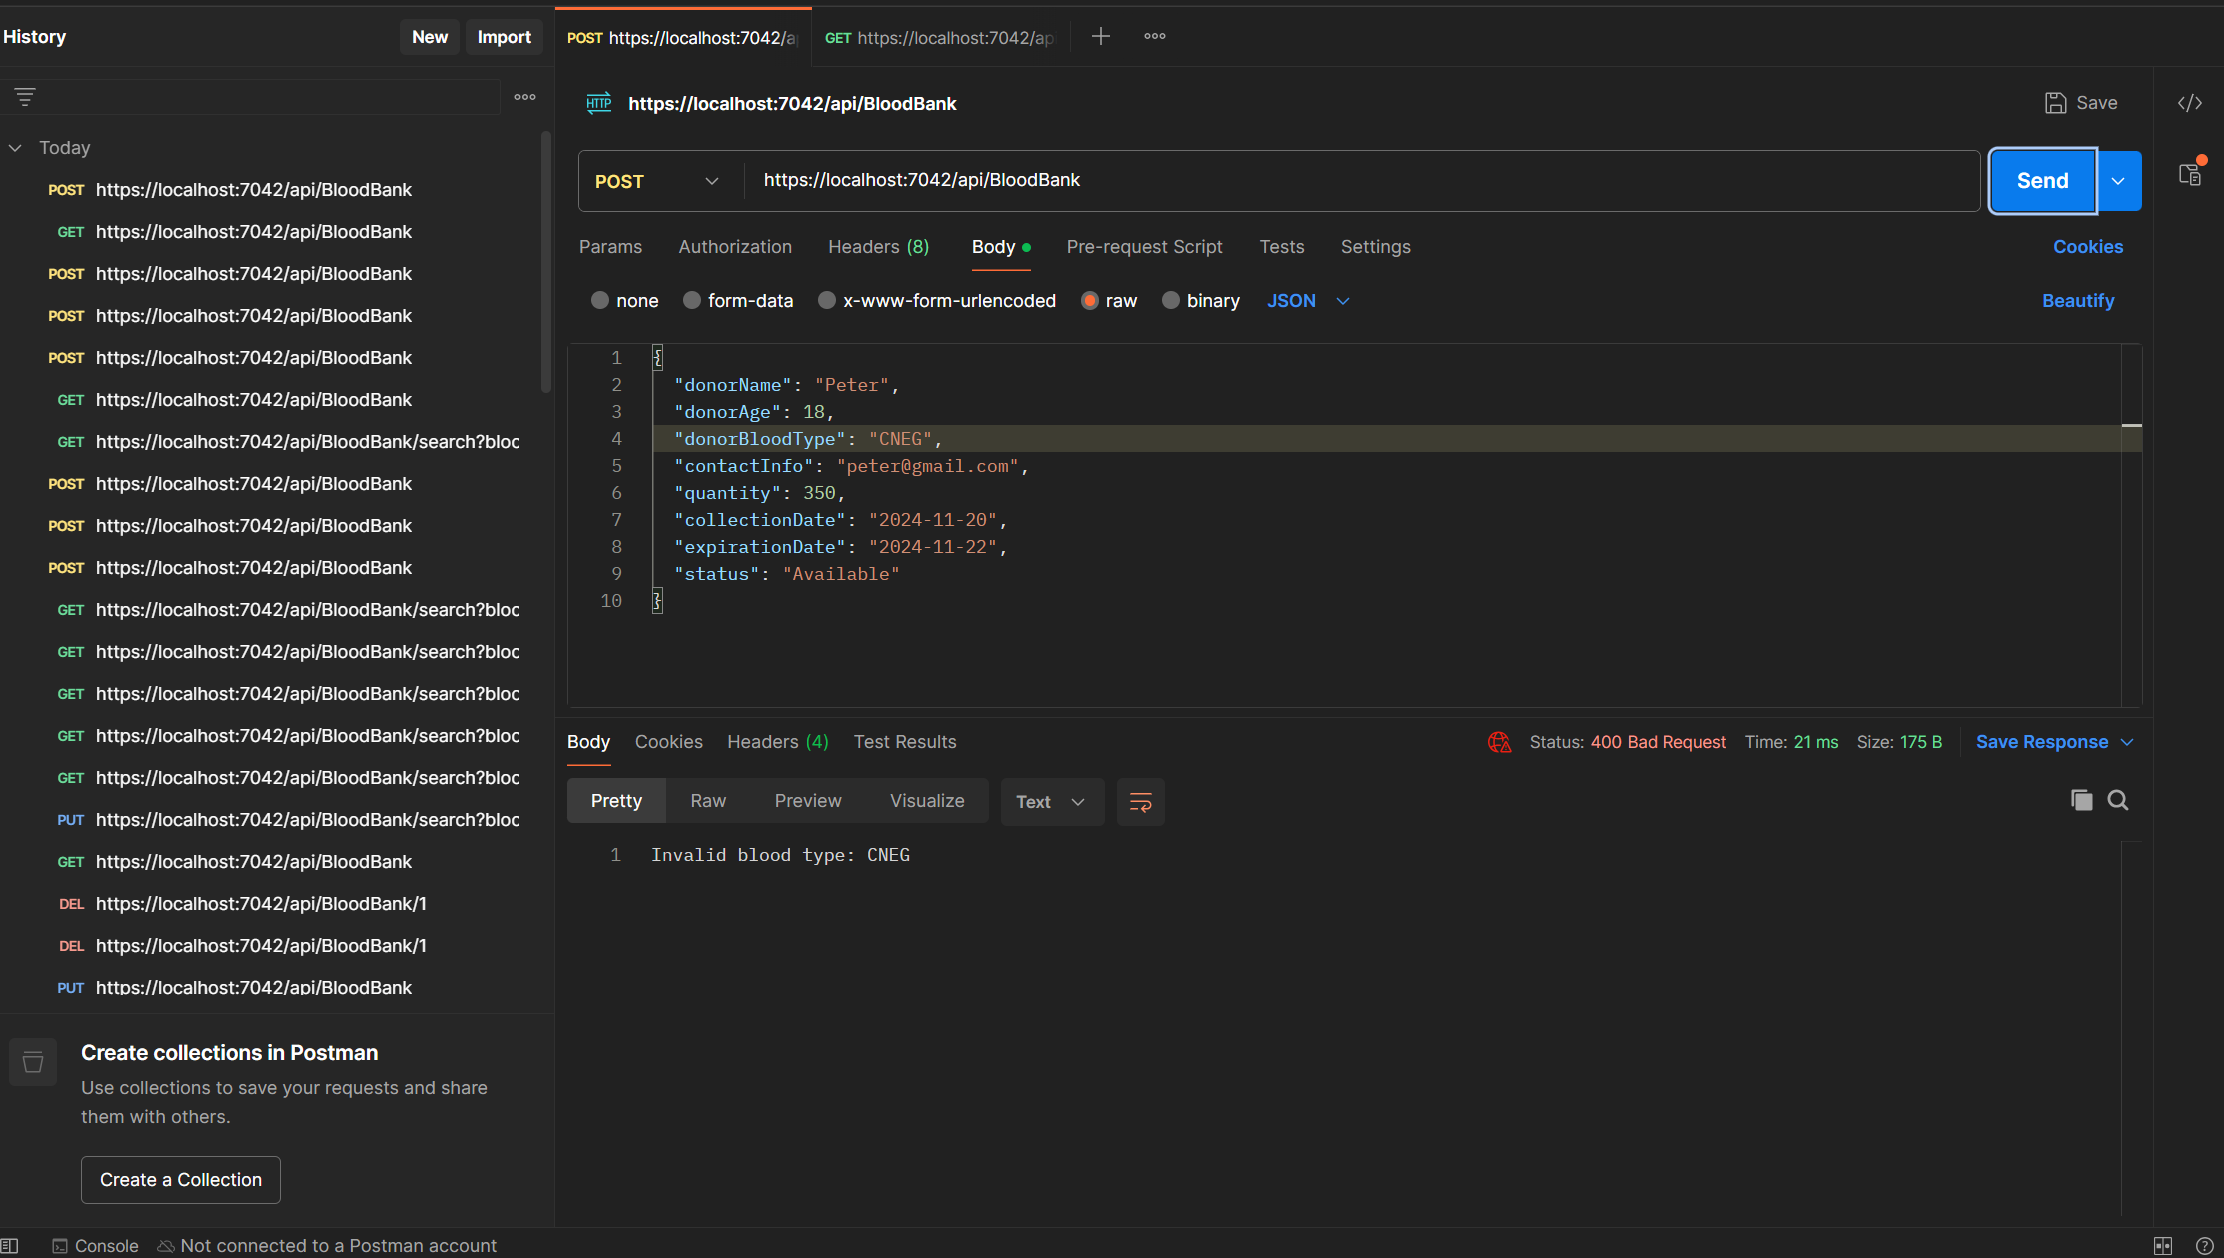 History
New
Import
Today
POST https://localhost:7042/api/BloodBank
GET https://localhost:7042/api/BloodBank
POST https://localhost:7042/api/BloodBank
POST https://localhost:7042/api/BloodBank
POST https://localhost:7042/api/BloodBank
GET https://localhost:7042/api/BloodBank
GET https://localhost:7042/api/BloodBank/search?bloc
POST https://localhost:7042/api/BloodBank
POST https://localhost:7042/api/BloodBank
POST https://localhost:7042/api/BloodBank
GET https://localhost:7042/api/BloodBank/search?bloc
GET https://localhost:7042/api/BloodBank/search?bloc
GET https://localhost:7042/api/BloodBank/search?bloc
GET https://localhost:7042/api/BloodBank/search?bloc
GET https://localhost:7042/api/BloodBank/search?bloc
PUT https://localhost:7042/api/BloodBank/search?bloc
GET https://localhost:7042/api/BloodBank
DEL https://localhost:7042/api/BloodBank/1
DEL https://localhost:7042/api/BloodBank/1
PUT https://localhost:7042/api/BloodBank
Create collections in Postman
Use collections to save your requests and share
them with others.
Create a Collection
POST https://localhost:7042/a
GET https://localhost:7042/ap
HTTP https://localhost:7042/api/BloodBank
Save
POST https://localhost:7042/api/BloodBank
Send
Params Authorization Headers (8) Body Pre-request Script Tests Settings Cookies
none form-data x-www-form-urlencoded raw binary JSON Beautify
1 {
2 "donorName": "Peter",
3 "donorAge": 18,
4 "donorBloodType": "CNEG",
5 "contactInfo": "peter@gmail.com",
6 "quantity": 350,
7 "collectionDate": "2024-11-20",
8 "expirationDate": "2024-11-22",
9 "status": "Available"
10 }
Body Cookies Headers (4) Test Results
Status: 400 Bad Request Time: 21 ms Size: 175 B Save Response
Pretty Raw Preview Visualize Text
1 Invalid blood type: CNEG
Console Not connected to a Postman account